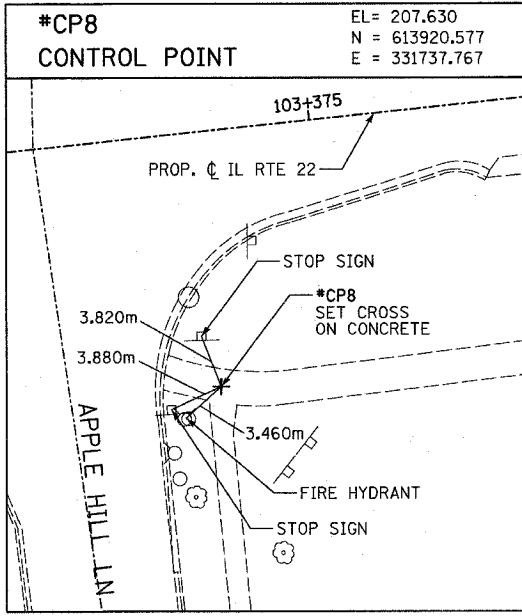 #CP8
CONTROL POINT
EL= 207.630
N = 613920.577
E = 331737.767
103+375
PROP. ℄ IL RTE 22
STOP SIGN
#CP8
SET CROSS
ON CONCRETE
3.820m
3.880m
3.460m
APPLE HILL LN
FIRE HYDRANT
STOP SIGN